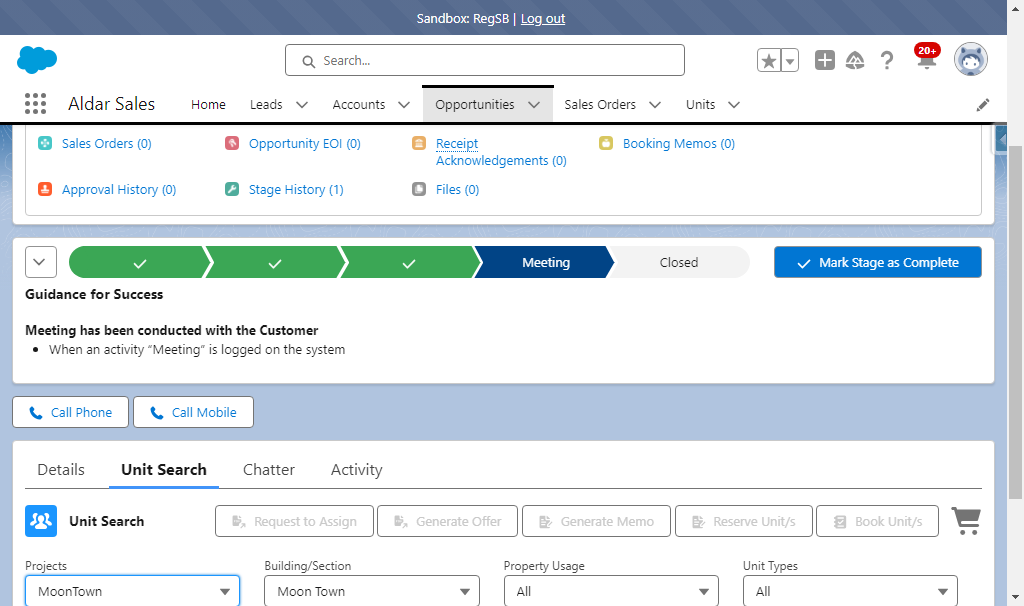 Sandbox: RegSB | Log out
Search...
20+
Aldar Sales Home Leads Accounts Opportunities Sales Orders Units
Sales Orders (0) Opportunity EOI (0) Receipt Acknowledgements (0) Booking Memos (0)
Approval History (0) Stage History (1) Files (0)
Meeting Closed Mark Stage as Complete
Guidance for Success
Meeting has been conducted with the Customer
• When an activity “Meeting” is logged on the system
Call Phone Call Mobile
Details Unit Search Chatter Activity
Unit Search Request to Assign Generate Offer Generate Memo Reserve Unit/s Book Unit/s
Projects Building/Section Property Usage Unit Types
MoonTown Moon Town All All